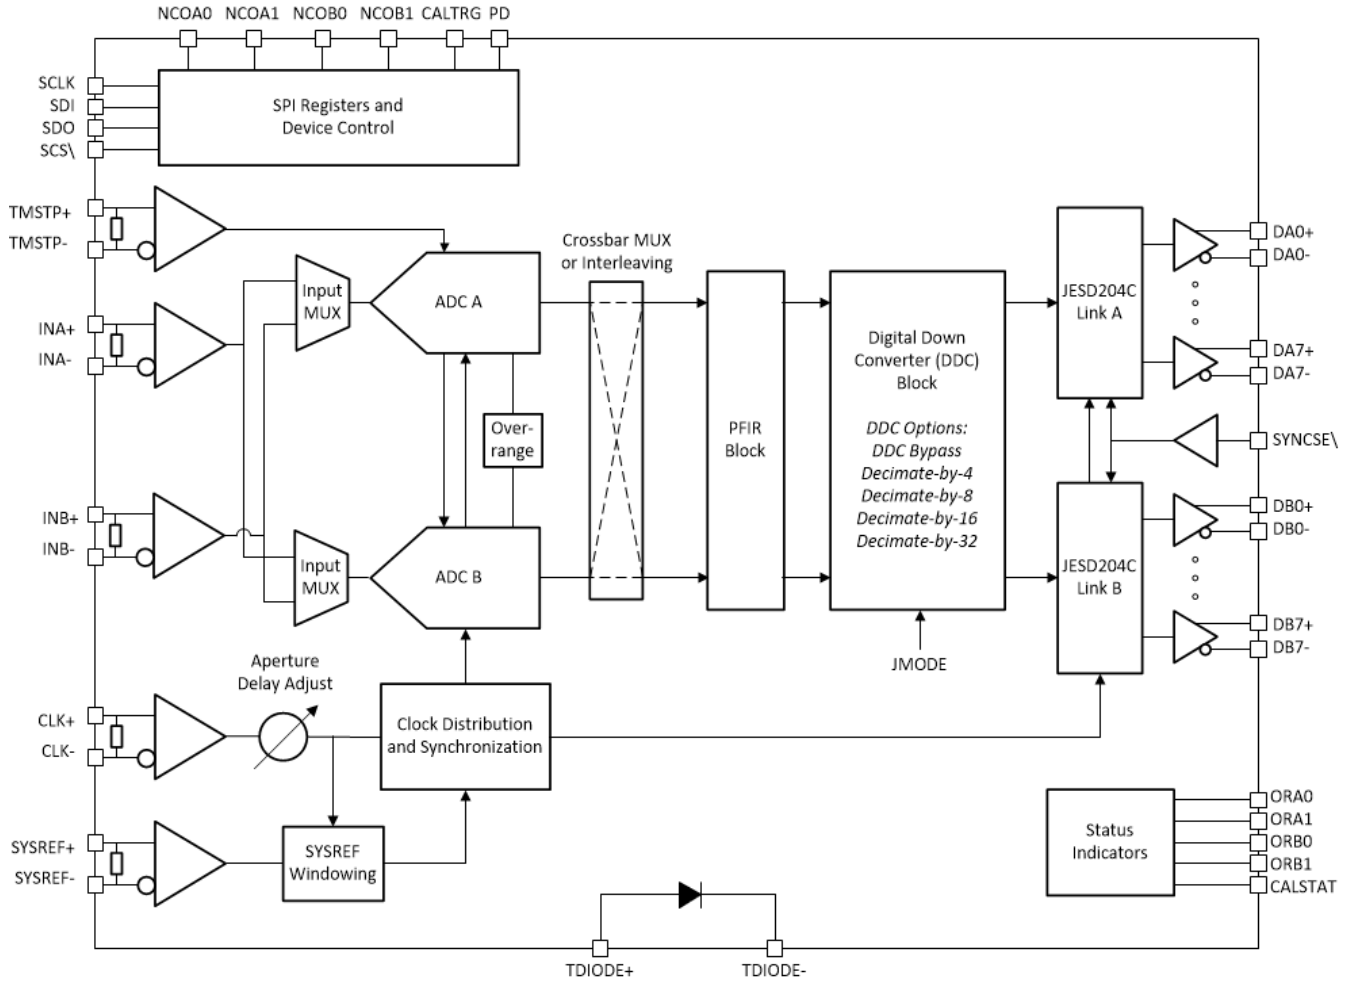 NCOA0 NCOA1 NCOB0 NCOB1 CALTRG PD
SCLK
SDI
SDO
SCS\
SPI Registers and
Device Control
TMSTP+
TMSTP-
INA+
INA-
INB+
INB-
CLK+
CLK-
SYSREF+
SYSREF-
Input
MUX
Input
MUX
ADC A
ADC B
Over-
range
Crossbar MUX
or Interleaving
PFIR
Block
Digital Down
Converter (DDC)
Block
DDC Options:
DDC Bypass
Decimate-by-4
Decimate-by-8
Decimate-by-16
Decimate-by-32
JMODE
JESD204C
Link A
JESD204C
Link B
DA0+
DA0-
DA7+
DA7-
SYNCSE\
DB0+
DB0-
DB7+
DB7-
Aperture
Delay Adjust
Clock Distribution
and Synchronization
SYSREF
Windowing
Status
Indicators
ORA0
ORA1
ORB0
ORB1
CALSTAT
TDIODE+
TDIODE-